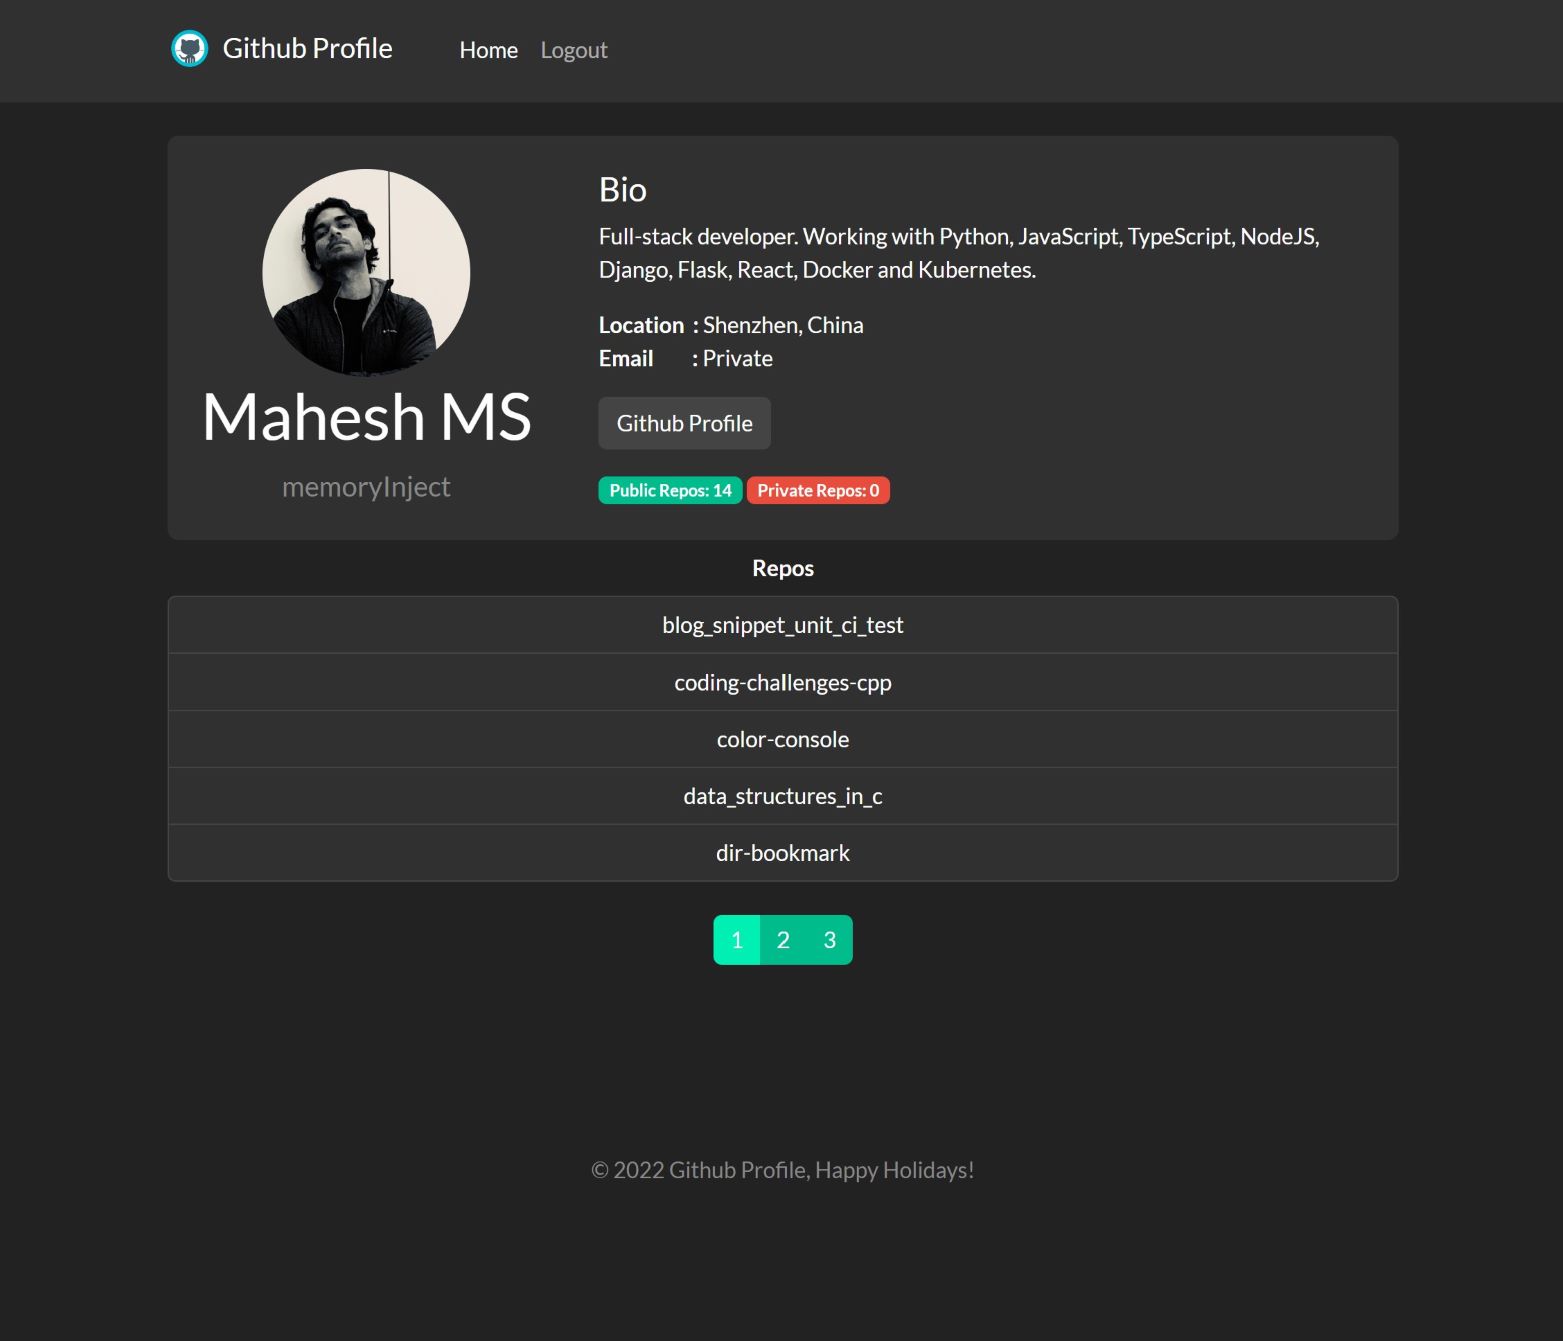 Github Profile
Home
Logout
Mahesh MS
memoryInject
Bio
Full-stack developer. Working with Python, JavaScript, TypeScript, NodeJS,
Django, Flask, React, Docker and Kubernetes.
Location : Shenzhen, China
Email : Private
Github Profile
Public Repos: 14 Private Repos: 0
Repos
blog_snippet_unit_ci_test
coding-challenges-cpp
color-console
data_structures_in_c
dir-bookmark
1 2 3
© 2022 Github Profile, Happy Holidays!